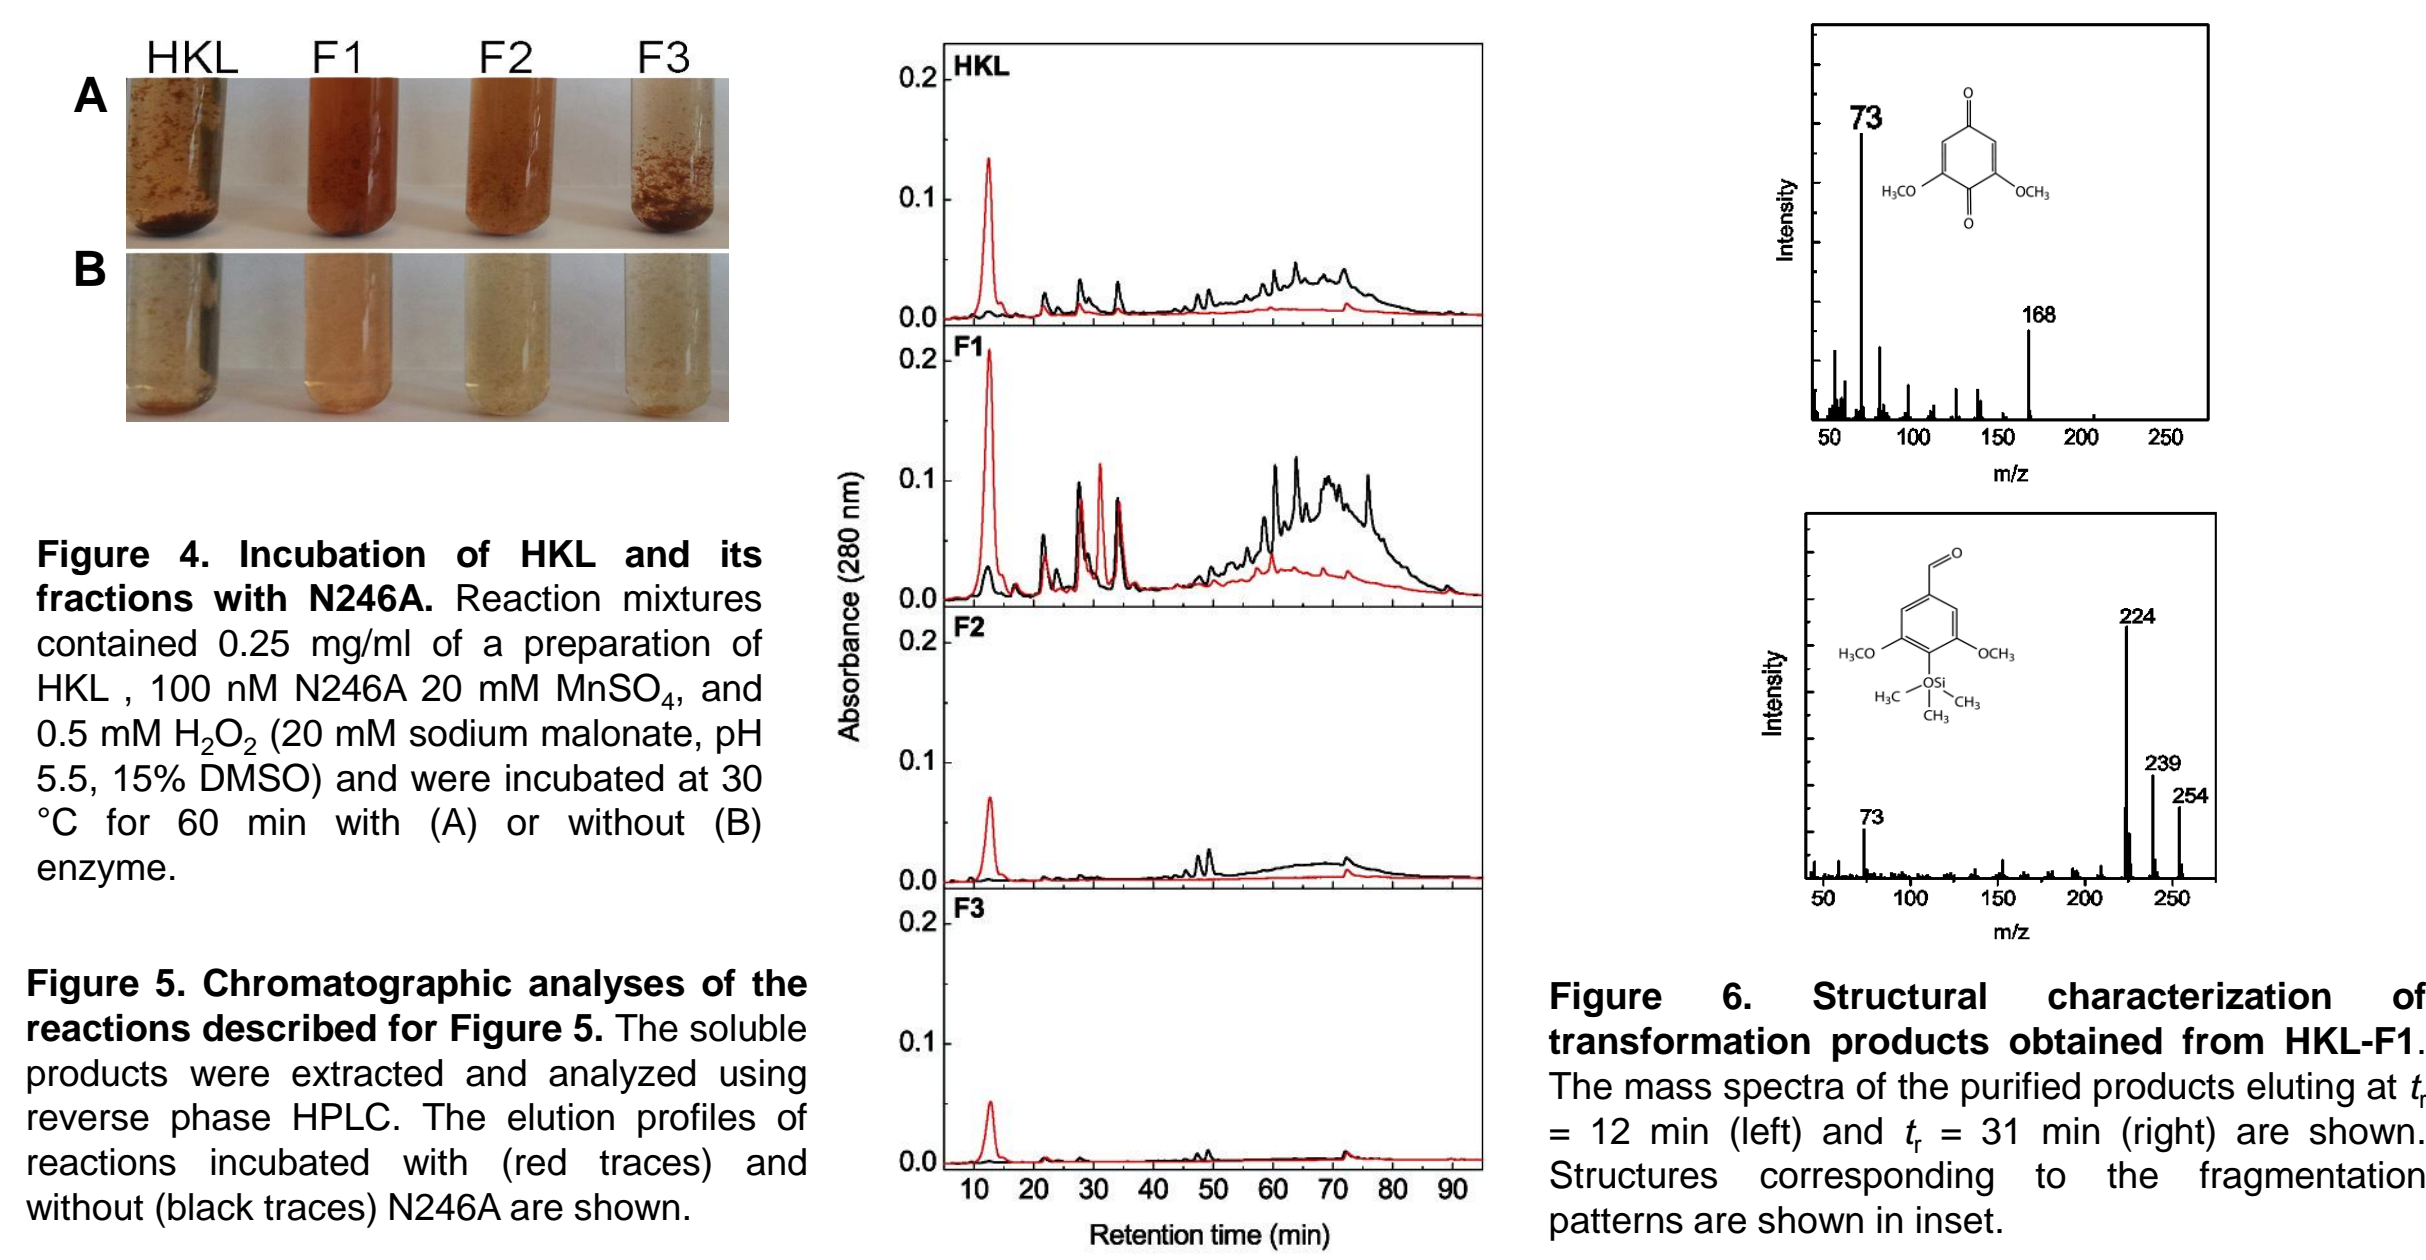 HKL F1 F2 F3
A
B
Figure 4. Incubation of HKL and its
fractions with N246A. Reaction mixtures
contained 0.25 mg/ml of a preparation of
HKL , 100 nM N246A 20 mM MnSO4, and
0.5 mM H2O2 (20 mM sodium malonate, pH
5.5, 15% DMSO) and were incubated at 30
°C for 60 min with (A) or without (B)
enzyme.
Figure 5. Chromatographic analyses of the
reactions described for Figure 5. The soluble
products were extracted and analyzed using
reverse phase HPLC. The elution profiles of
reactions incubated with (red traces) and
without (black traces) N246A are shown.
Absorbance (280 nm)
HKL
0.2
0.1
0.0
F1
0.2
0.1
0.0
F2
0.2
0.1
0.0
F3
0.2
0.1
0.0
10 20 30 40 50 60 70 80 90
Retention time (min)
Intensity
73
168
O
H3CO
OCH3
O
50 100 150 200 250
m/z
Intensity
O
H3CO
OCH3
OSi
H3C
CH3
CH3
73
224
239
254
50 100 150 200 250
m/z
Figure 6. Structural characterization of
transformation products obtained from HKL-F1.
The mass spectra of the purified products eluting at tr
= 12 min (left) and tr = 31 min (right) are shown.
Structures corresponding to the fragmentation
patterns are shown in inset.